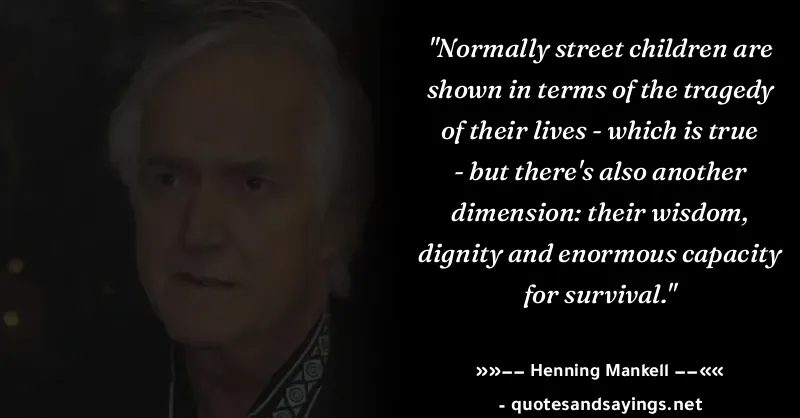 "Normally street children are
shown in terms of the tragedy
of their lives - which is true
- but there's also another
dimension: their wisdom,
dignity and enormous capacity
for survival."
»»−− Henning Mankell −−««
- quotesandsayings.net